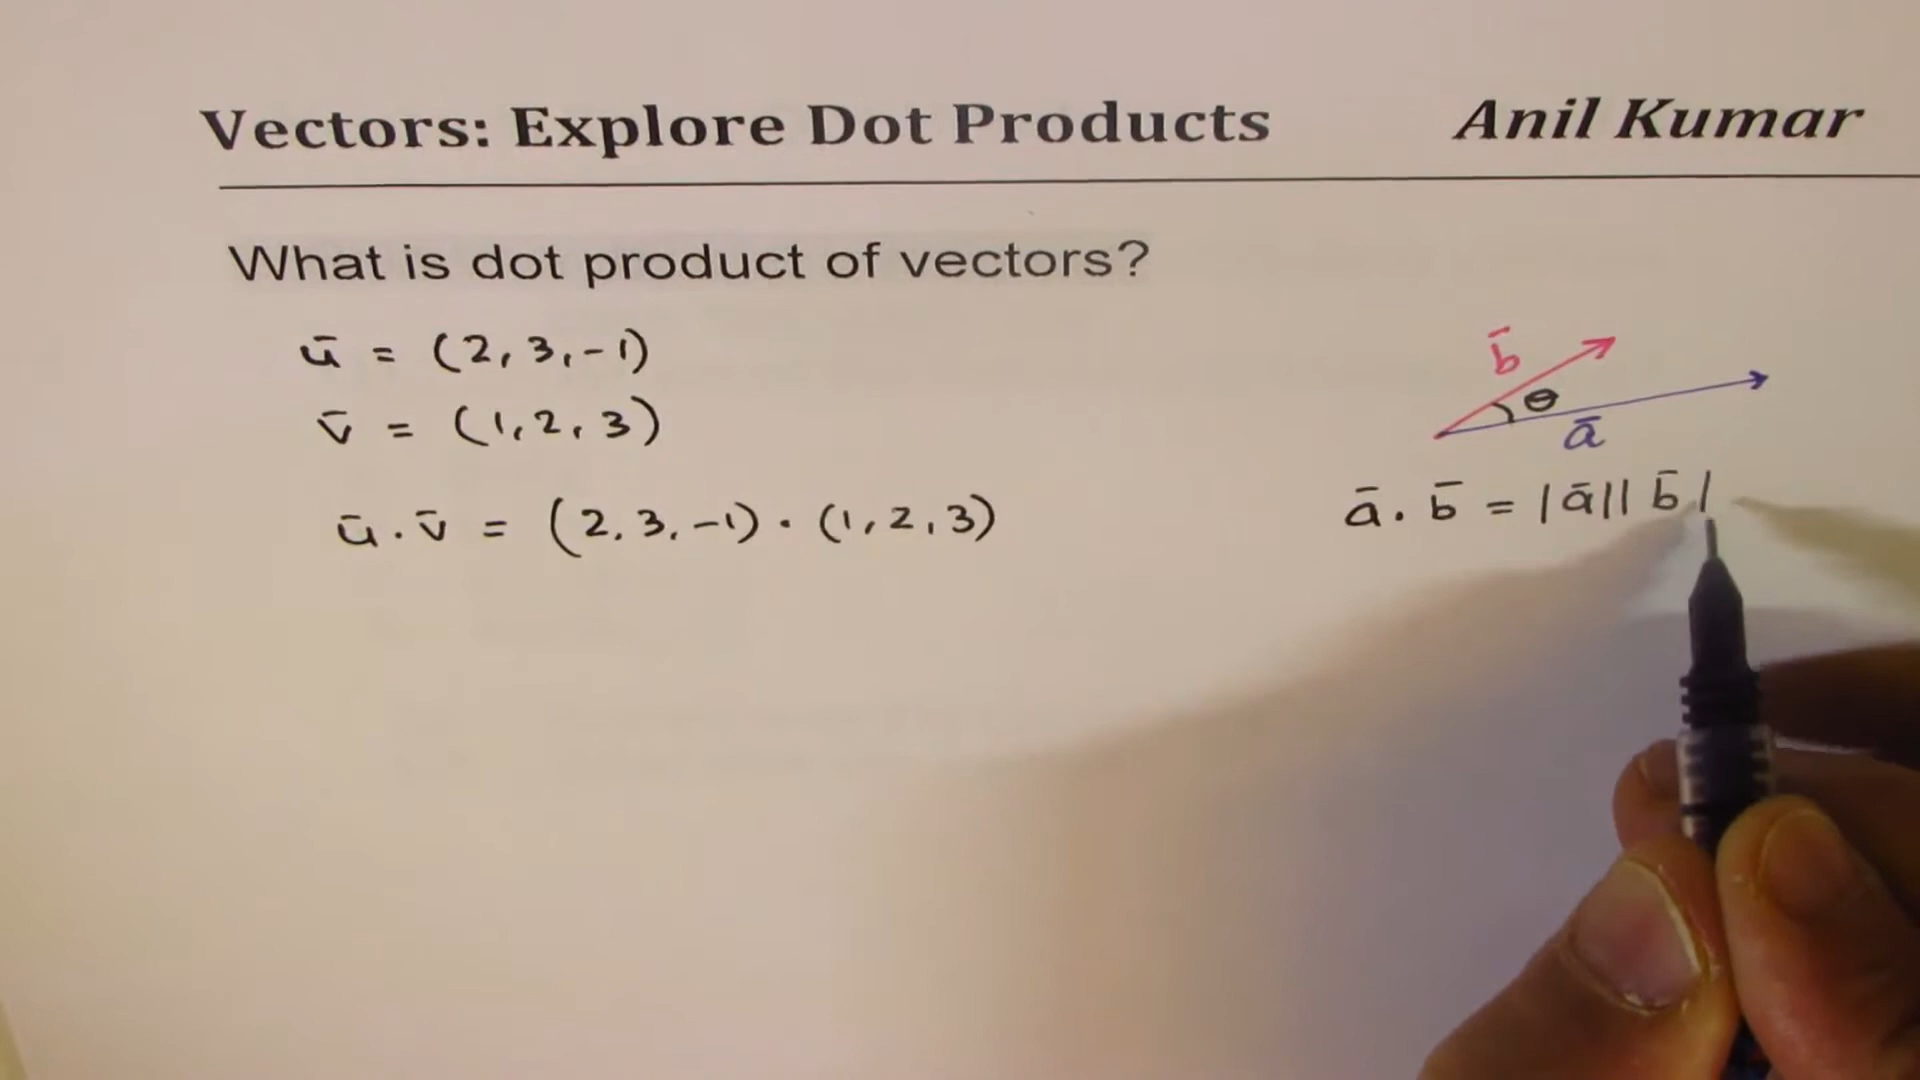 Vectors: Explore Dot Products Anil Kumar
What is dot product of vectors?
ū = (2, 3, -1)
v̄ = (1, 2, 3)
ū . v̄ = (2, 3, -1) · (1, 2, 3)
b̄
θ
ā
ā . b̄ = |ā||b̄|